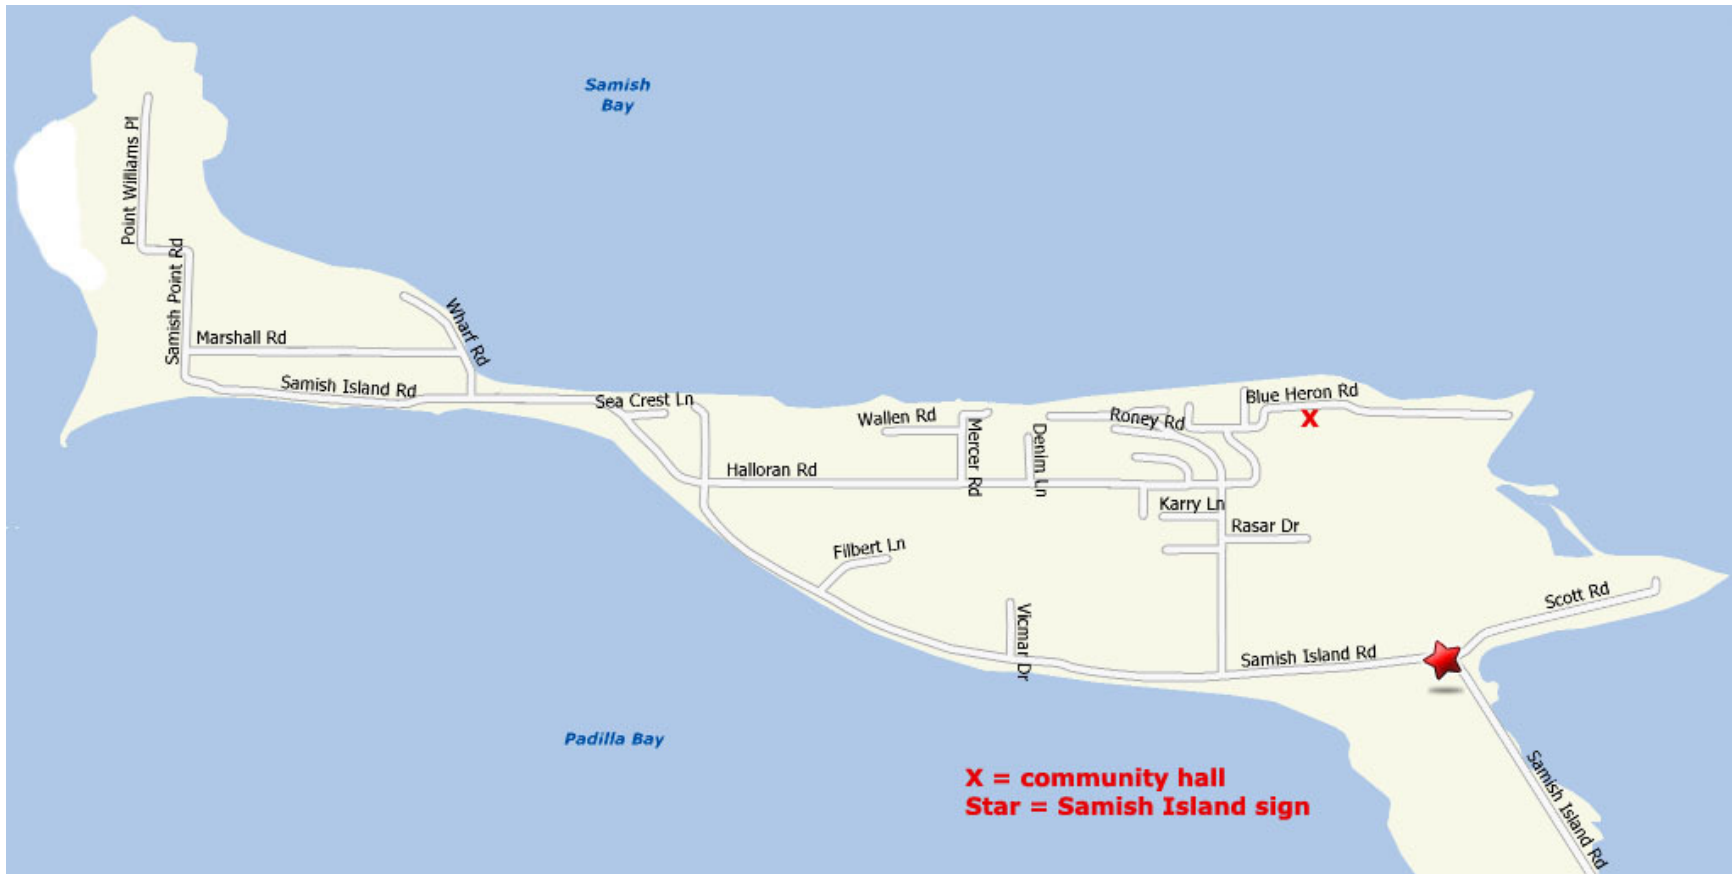 Samish
Bay
Point Williams Pl
Samish Point Rd
Marshall Rd
Wharf Rd
Samish Island Rd
Sea Crest Ln
Wallen Rd
Mercer Rd
Denim Ln
Roney Rd
Blue Heron Rd
X
Halloran Rd
Karry Ln
Rasar Dr
Filbert Ln
Vicmar Dr
Scott Rd
Samish Island Rd
Padilla Bay
Samish Island Rd
X = community hall
Star = Samish Island sign